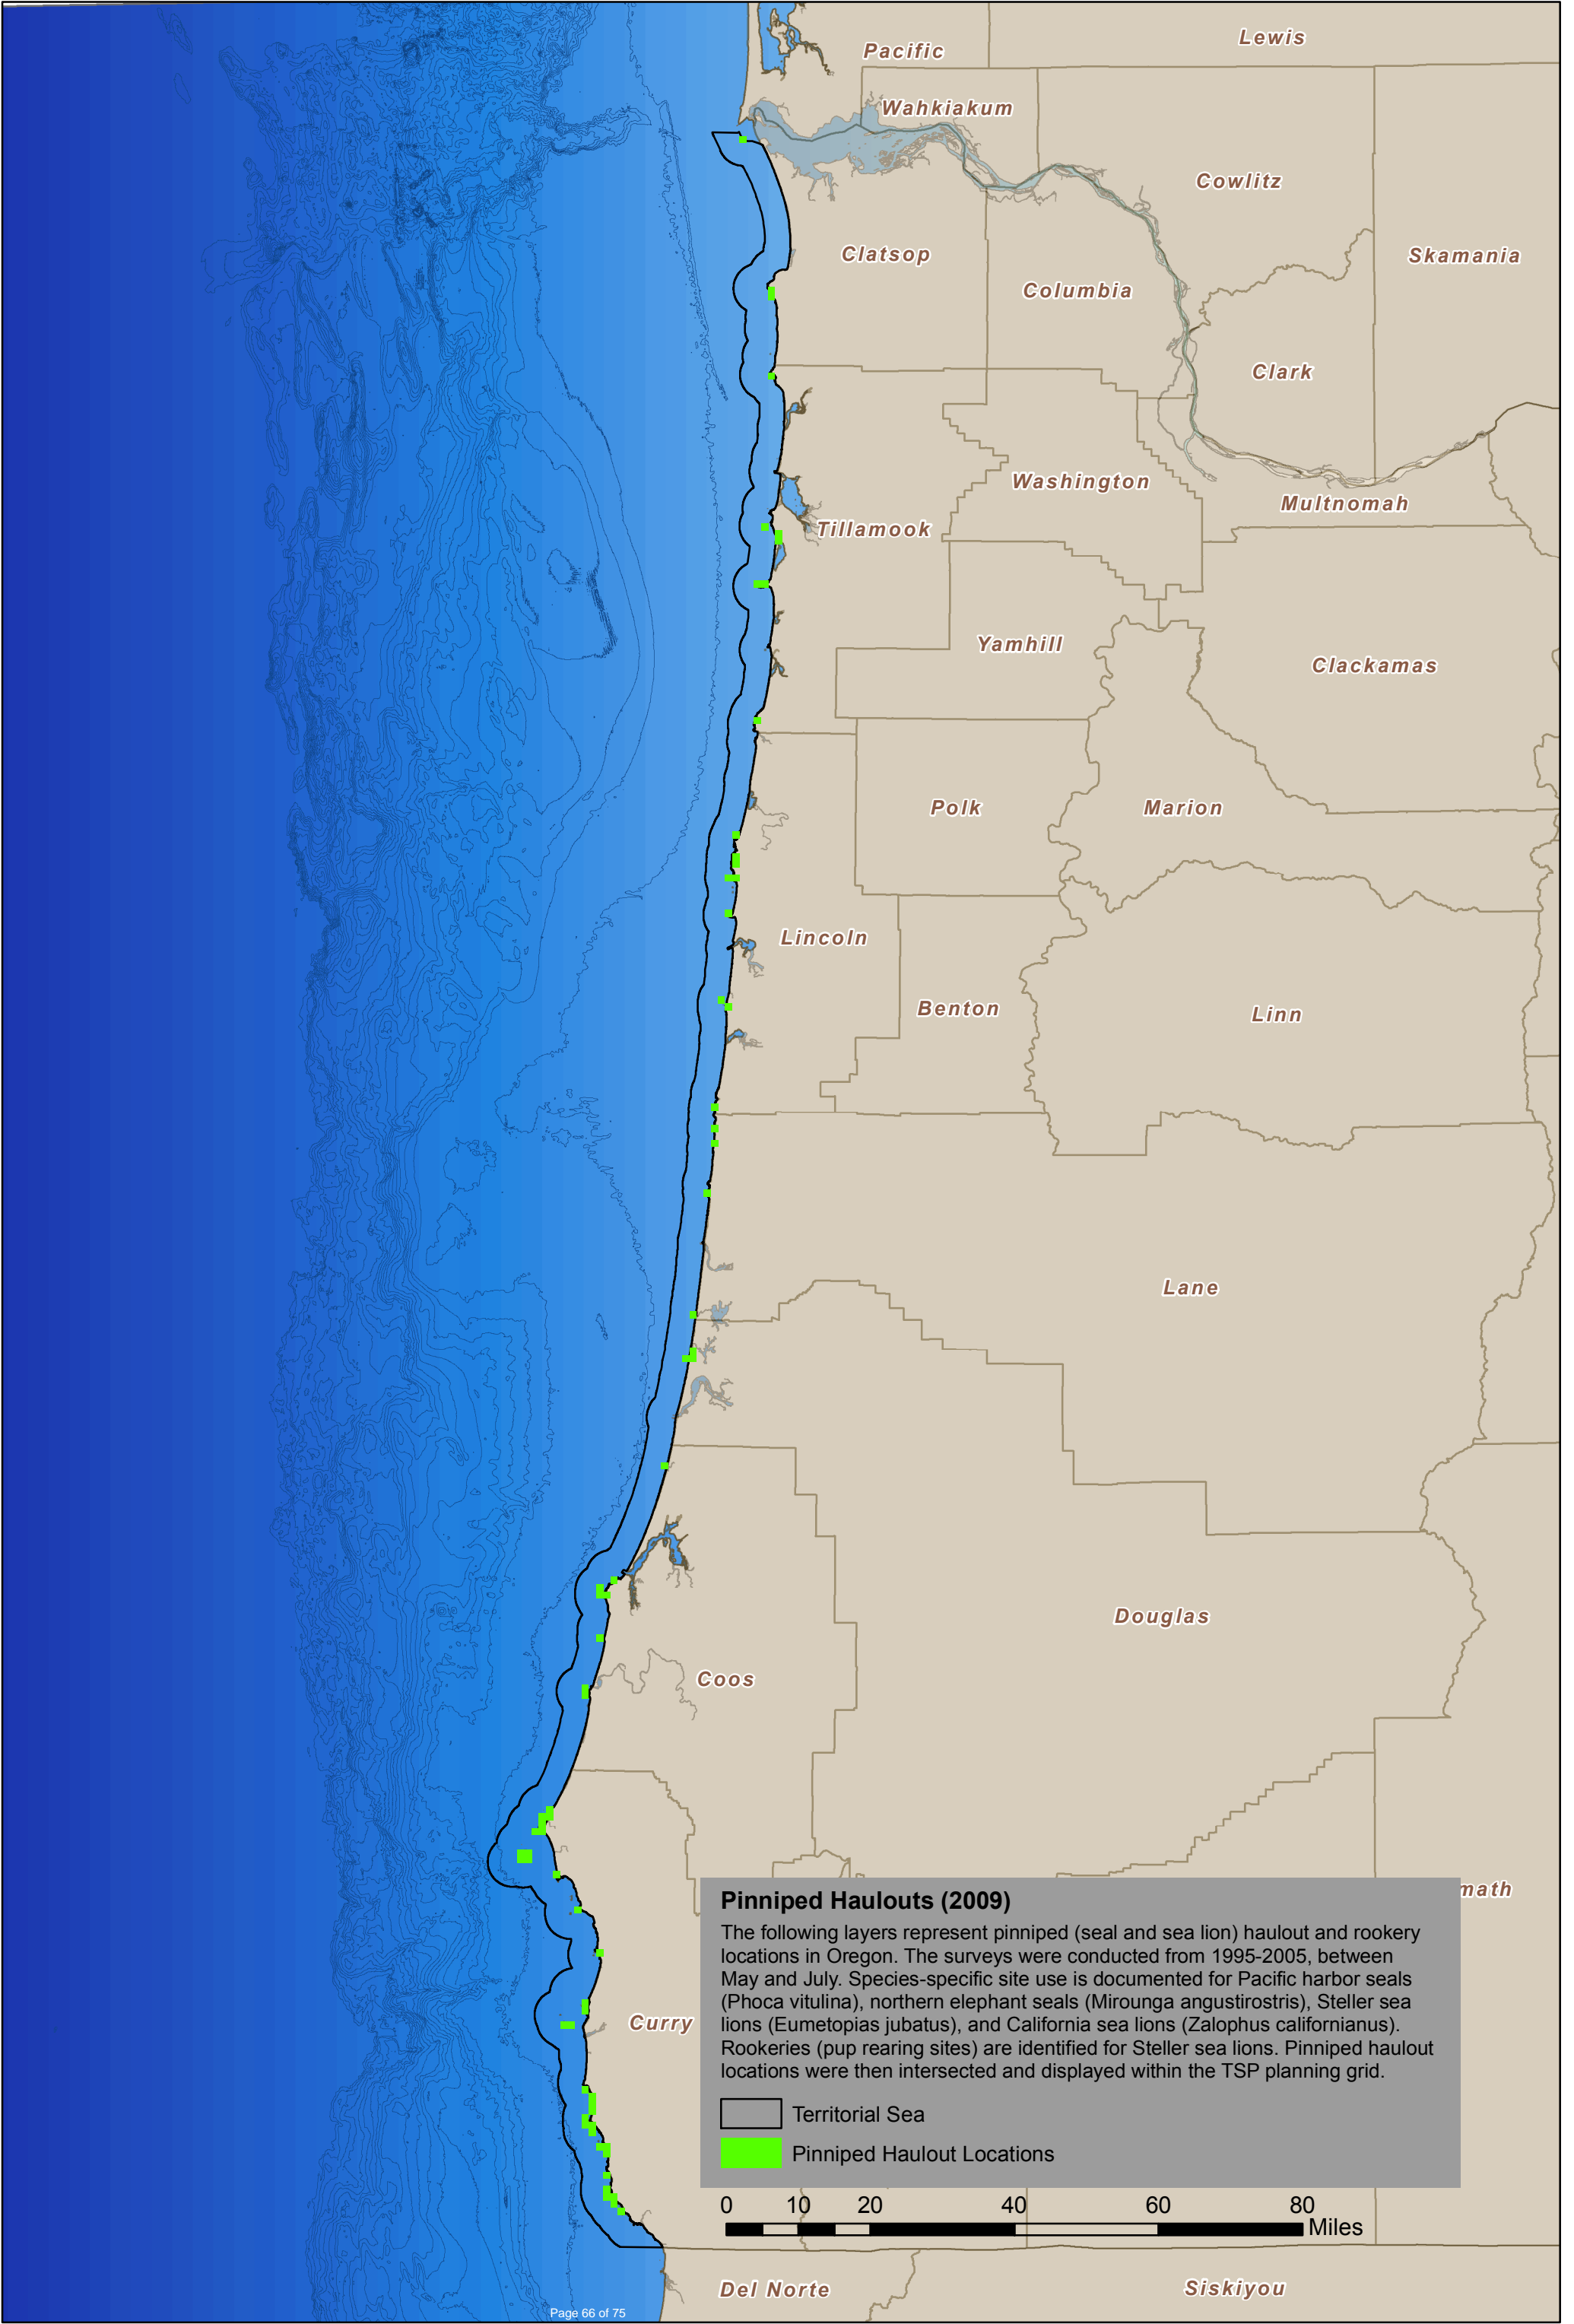 Pacific
Lewis
Wahkiakum
Cowlitz
Clatsop
Skamania
Columbia
Clark
Washington
Multnomah
Tillamook
Yamhill
Clackamas
Polk
Marion
Lincoln
Benton
Linn
Lane
Douglas
Coos
math
Curry
Pinniped Haulouts (2009)
The following layers represent pinniped (seal and sea lion) haulout and rookery
locations in Oregon. The surveys were conducted from 1995-2005, between
May and July. Species-specific site use is documented for Pacific harbor seals
(Phoca vitulina), northern elephant seals (Mirounga angustirostris), Steller sea
lions (Eumetopias jubatus), and California sea lions (Zalophus californianus).
Rookeries (pup rearing sites) are identified for Steller sea lions. Pinniped haulout
locations were then intersected and displayed within the TSP planning grid.
Territorial Sea
Pinniped Haulout Locations
0 10 20 40 60 80
Miles
Del Norte
Siskiyou
Page 66 of 75